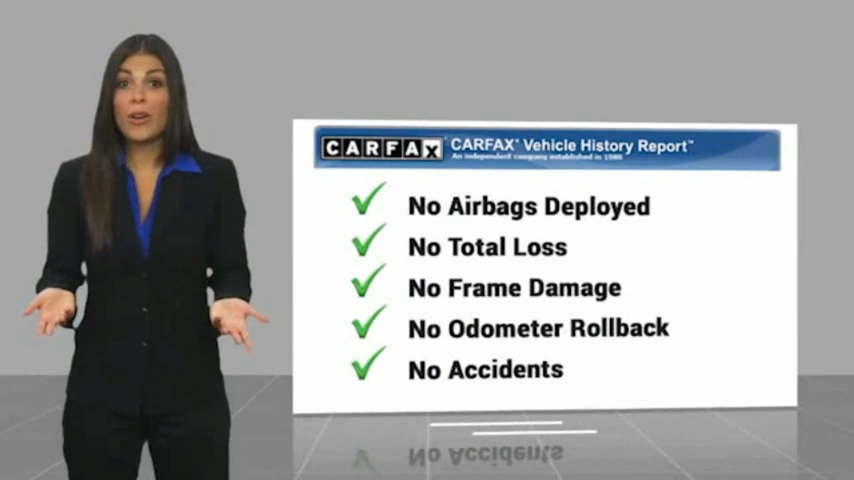 CARFAX CARFAX® Vehicle History Report™
An independent company established in 1986
No Airbags Deployed
No Total Loss
No Frame Damage
No Odometer Rollback
No Accidents
No Accidents